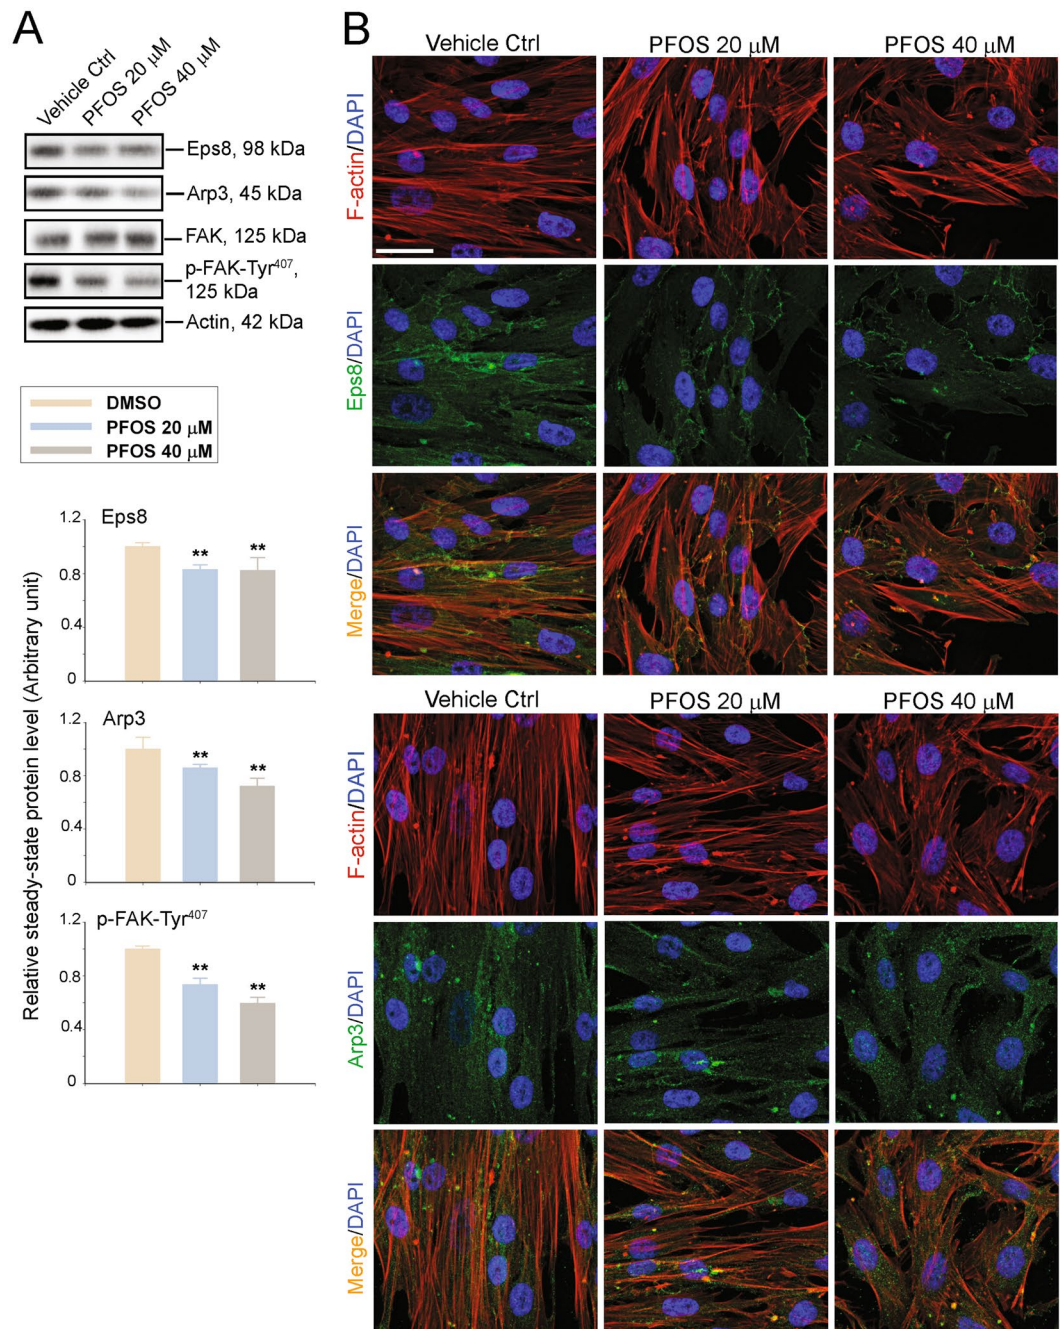 A
Vehicle Ctrl
PFOS 20 μM
PFOS 40 μM
Eps8, 98 kDa
Arp3, 45 kDa
FAK, 125 kDa
p-FAK-Tyr⁴⁰⁷,
125 kDa
Actin, 42 kDa
DMSO
PFOS 20 μM
PFOS 40 μM
Relative steady-state protein level (Arbitrary unit)
Eps8
1.2
0.8
0.4
0
**
**
Arp3
1.2
0.8
0.4
0
**
**
p-FAK-Tyr⁴⁰⁷
1.2
0.8
0.4
0
**
**
B
Vehicle Ctrl
PFOS 20 μM
PFOS 40 μM
F-actin/DAPI
Eps8/DAPI
Merge/DAPI
Vehicle Ctrl
PFOS 20 μM
PFOS 40 μM
F-actin/DAPI
Arp3/DAPI
Merge/DAPI